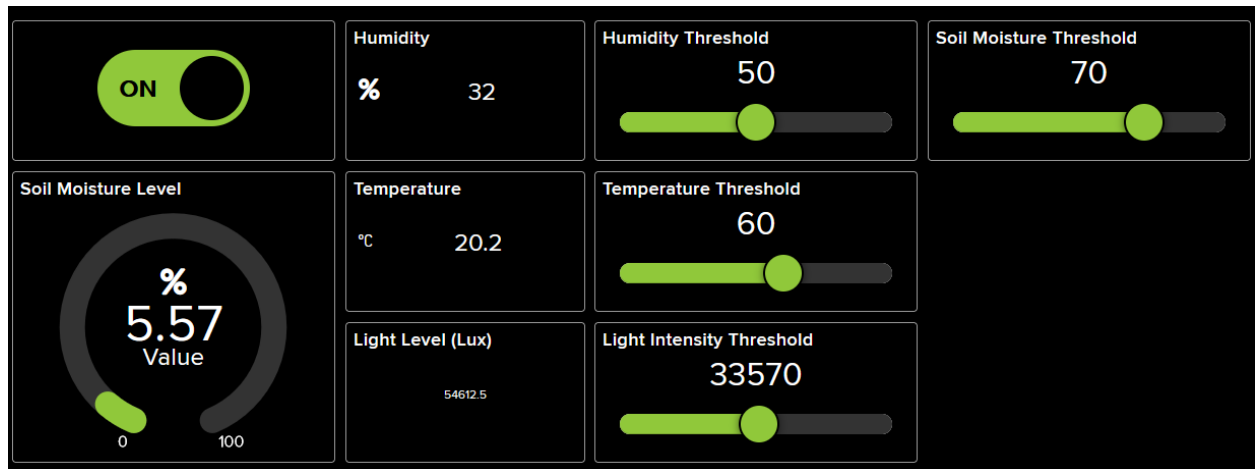 ON
Humidity
% 32
Humidity Threshold
50
Soil Moisture Threshold
70
Soil Moisture Level
%
5.57
Value
0 100
Temperature
°C 20.2
Temperature Threshold
60
Light Level (Lux)
54612.5
Light Intensity Threshold
33570